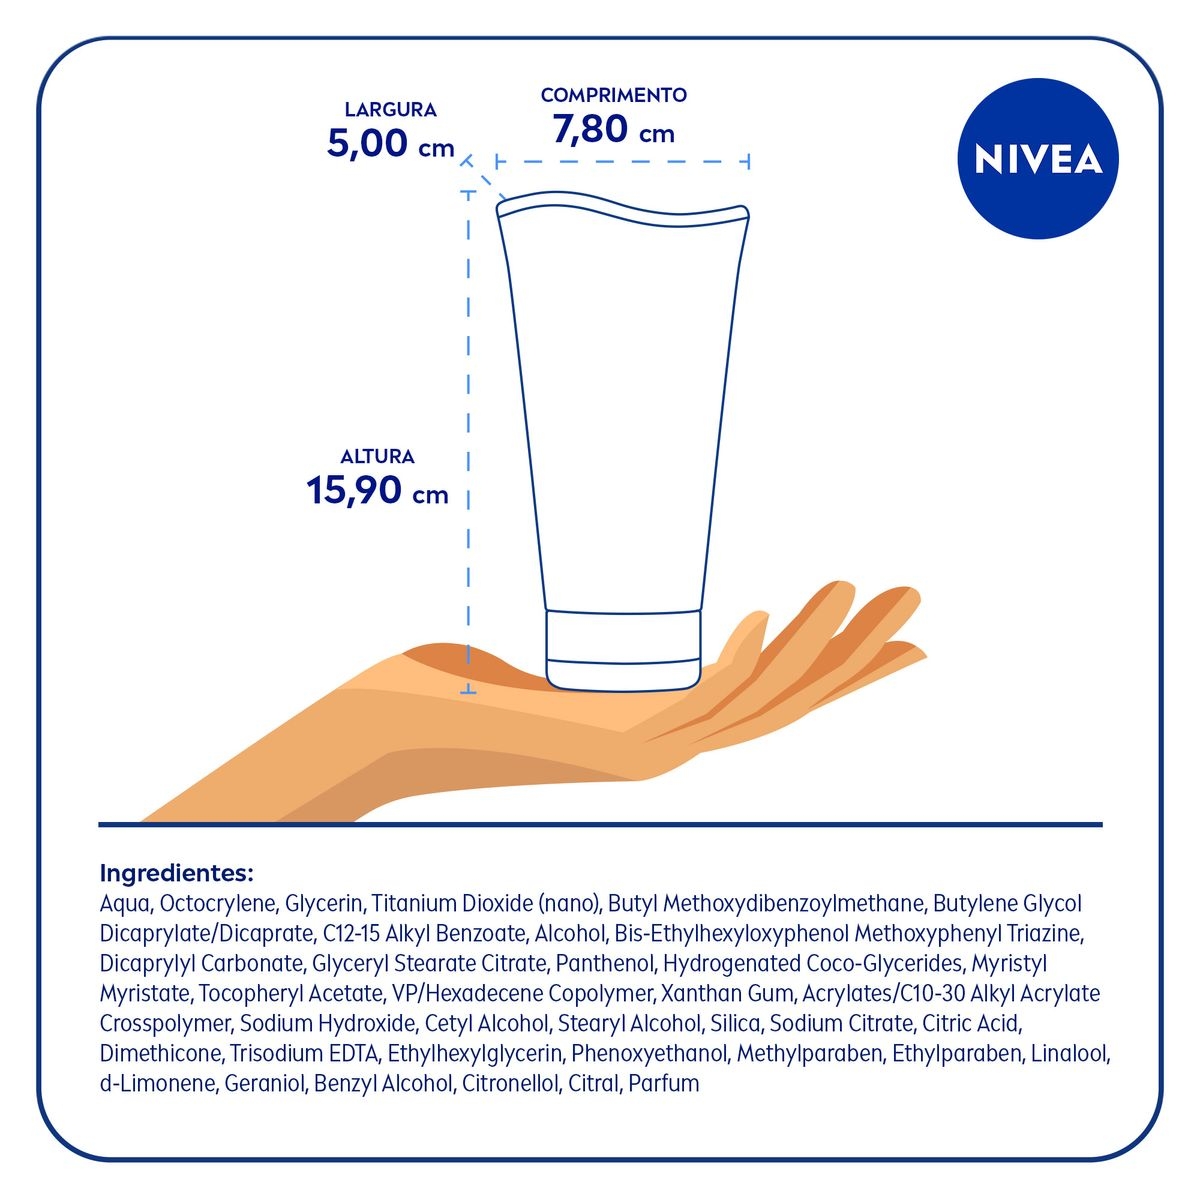 LARGURA
5,00 cm
COMPRIMENTO
7,80 cm
NIVEA
ALTURA
15,90 cm
Ingredientes:
Aqua, Octocrylene, Glycerin, Titanium Dioxide (nano), Butyl Methoxydibenzoylmethane, Butylene Glycol
Dicaprylate/Dicaprate, C12-15 Alkyl Benzoate, Alcohol, Bis-Ethylhexyloxyphenol Methoxyphenyl Triazine,
Dicaprylyl Carbonate, Glyceryl Stearate Citrate, Panthenol, Hydrogenated Coco-Glycerides, Myristyl
Myristate, Tocopheryl Acetate, VP/Hexadecene Copolymer, Xanthan Gum, Acrylates/C10-30 Alkyl Acrylate
Crosspolymer, Sodium Hydroxide, Cetyl Alcohol, Stearyl Alcohol, Silica, Sodium Citrate, Citric Acid,
Dimethicone, Trisodium EDTA, Ethylhexylglycerin, Phenoxyethanol, Methylparaben, Ethylparaben, Linalool,
d-Limonene, Geraniol, Benzyl Alcohol, Citronellol, Citral, Parfum